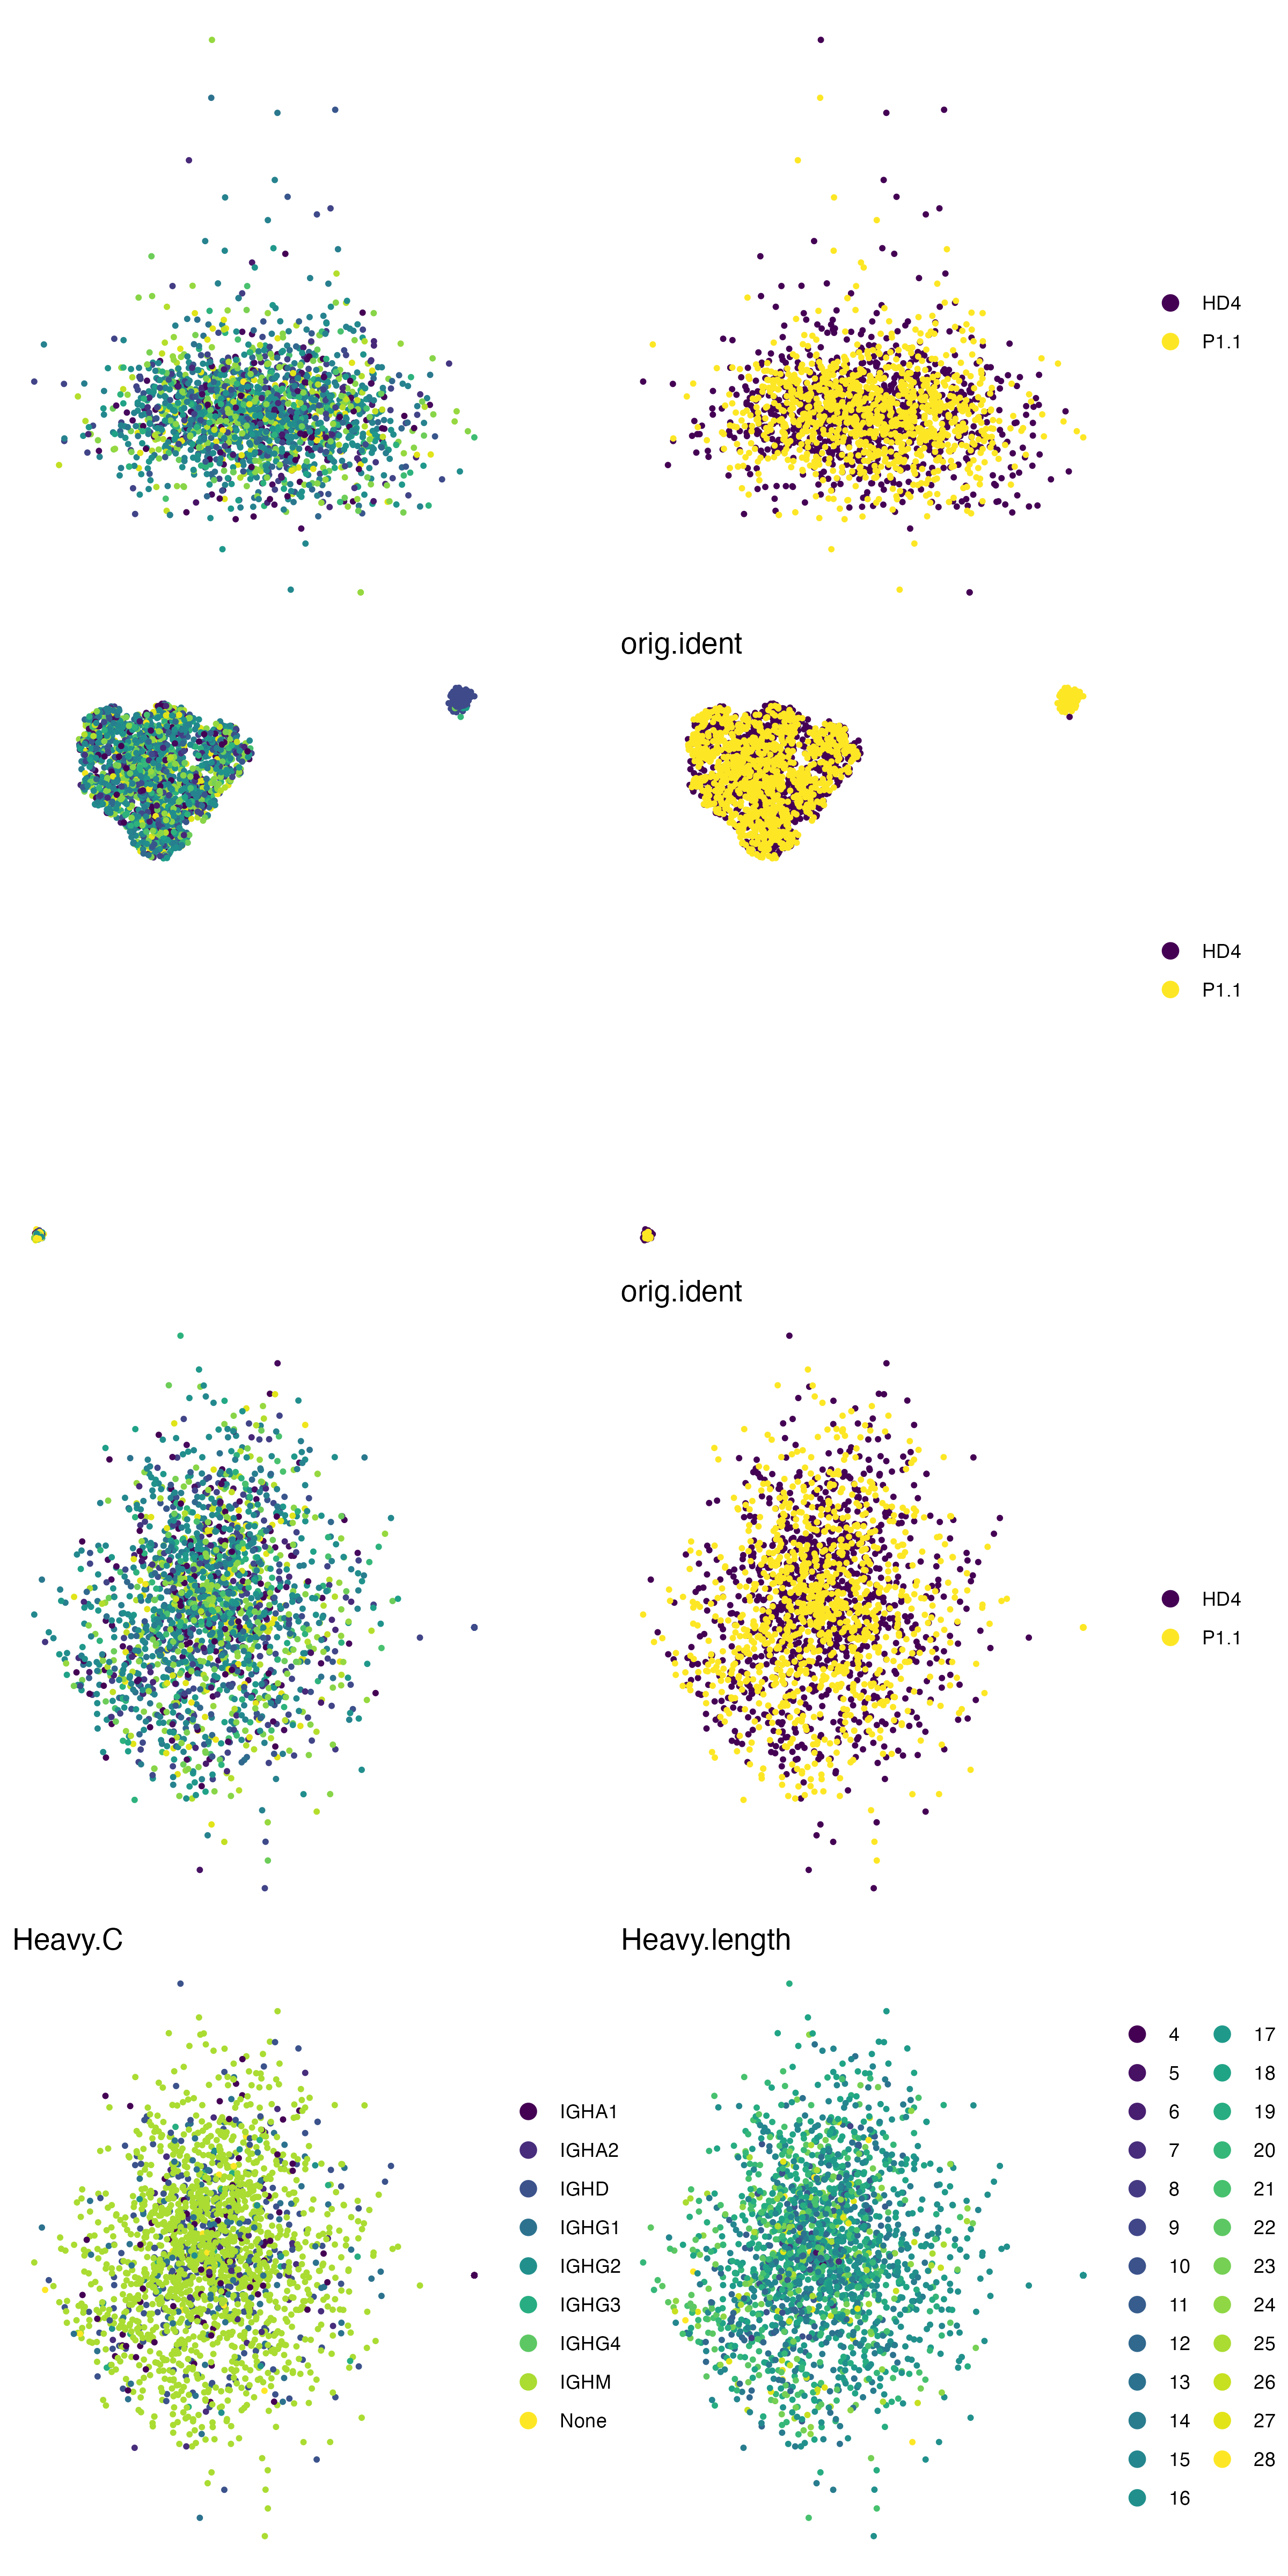 HD4
P1.1
orig.ident
HD4
P1.1
orig.ident
HD4
P1.1
Heavy.C
Heavy.length
IGHA1
IGHA2
IGHD
IGHG1
IGHG2
IGHG3
IGHG4
IGHM
None
4
5
6
7
8
9
10
11
12
13
14
15
16
17
18
19
20
21
22
23
24
25
26
27
28